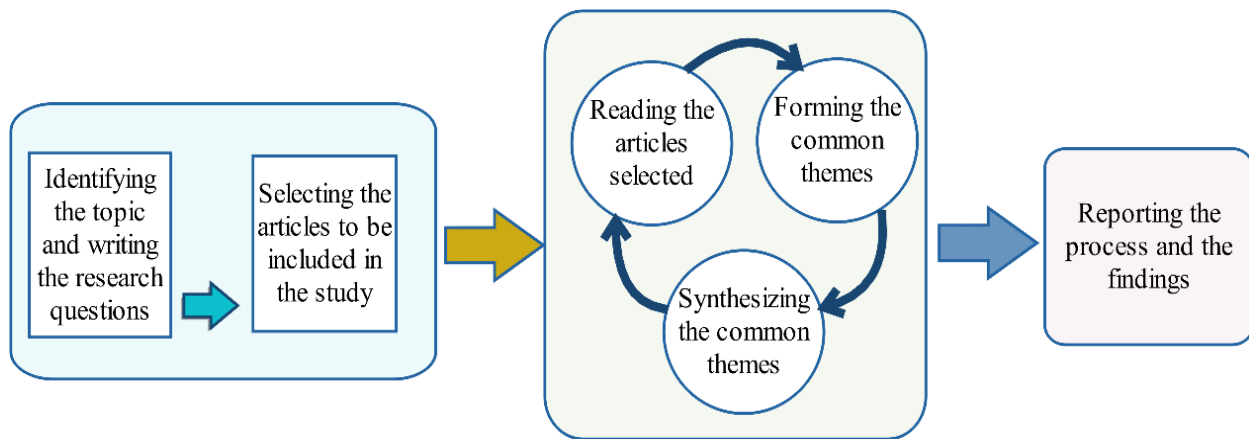 Identifying
the topic
and writing
the research
questions
Selecting the
articles to be
included in
the study
Reading the
articles
selected
Forming the
common
themes
Synthesizing
the common
themes
Reporting the
process and the
findings